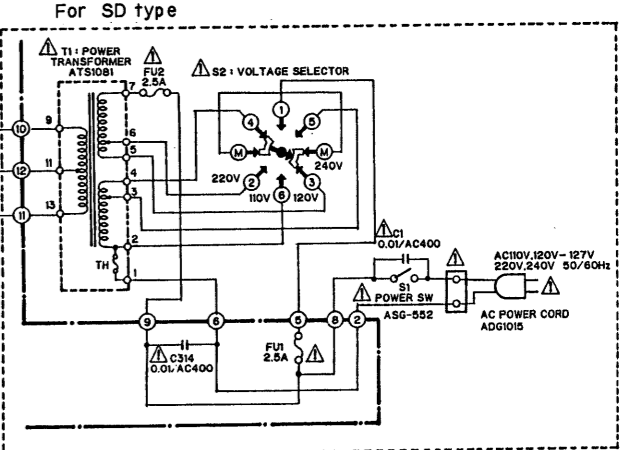 For SD type
T1 : POWER
TRANSFORMER
ATS1081
FU2
2.5A
S2 : VOLTAGE SELECTOR
7
6
5
4
3
2
1
TH
9
11
13
10
12
11
1
4
5
M
M
2
3
6
220V
110V
120V
240V
C1
0.01/AC400
S1
POWER SW
ASG-552
AC110V,120V-127V
220V,240V 50/60Hz
AC POWER CORD
ADG1015
9
6
5
8
2
C314
0.01/AC400
FU1
2.5A